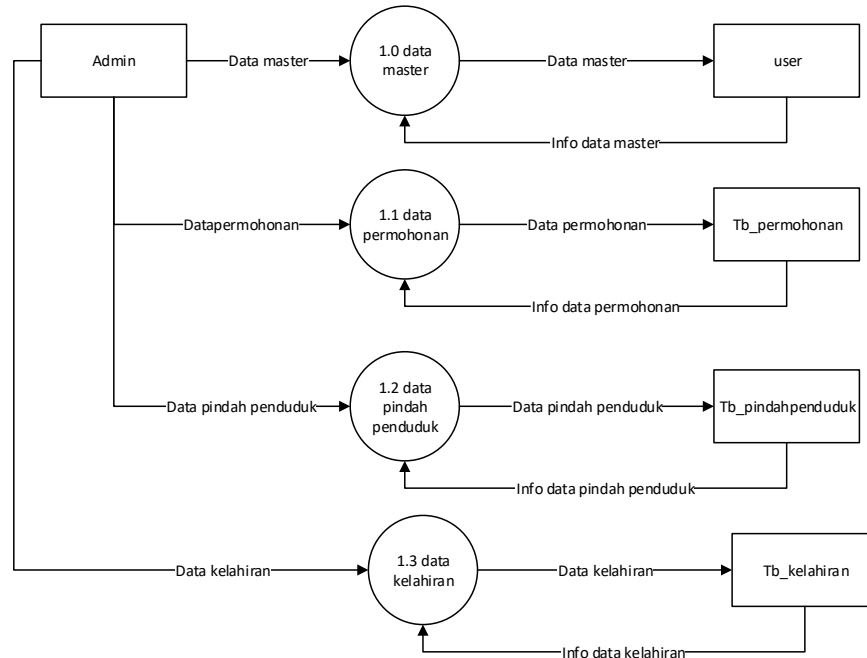 Admin
Data master
1.0 data
master
Data master
user
Info data master
Datapermohonan
1.1 data
permohonan
Data permohonan
Tb_permohonan
Info data permohonan
Data pindah penduduk
1.2 data
pindah
penduduk
Data pindah penduduk
Tb_pindahpenduduk
Info data pindah penduduk
Data kelahiran
1.3 data
kelahiran
Data kelahiran
Tb_kelahiran
Info data kelahiran